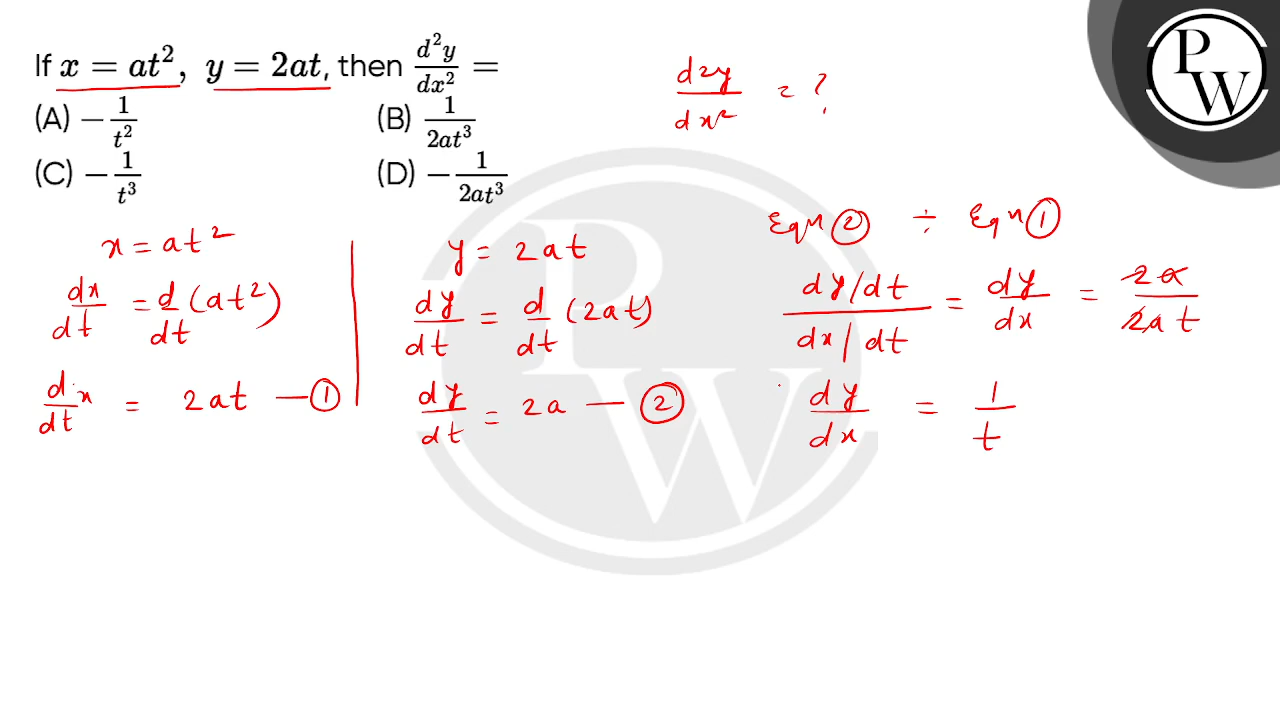 If x = at², y = 2at, then d²y/dx² =
(A) −1/t² (B) 1/2at³
(C) −1/t³ (D) −1/2at³
d2y/dx² = ?
x = at²
dx/dt = d/dt (at²)
dx/dt = 2at —①
y = 2at
dy/dt = d/dt (2at)
dy/dt = 2a —②
Eqn ② ÷ Eqn ①
dy/dt / dx/dt = dy/dx = 2a/2at
dy/dx = 1/t
PW
PW